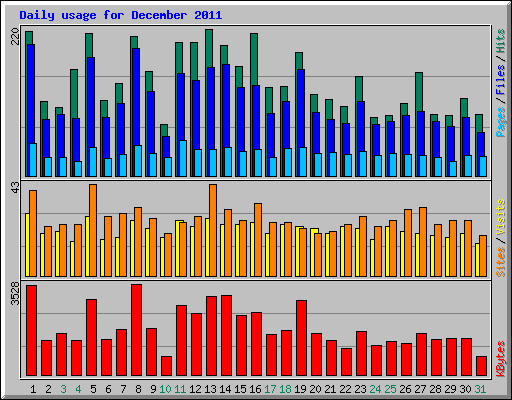 Daily usage for December 2011
220
Pages / Files / Hits
43
Sites / Visits
3528
KBytes
1 2 3 4 5 6 7 8 9 10 11 12 13 14 15 16 17 18 19 20 21 22 23 24 25 26 27 28 29 30 31